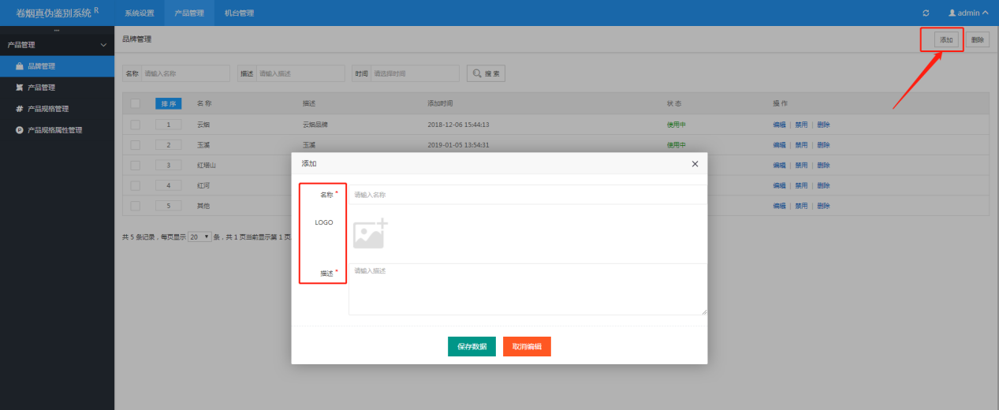 卷烟真伪鉴别系统 R 系统设置 产品管理 机台管理 admin
产品管理 品牌管理 添加 删除
品牌管理
产品管理
产品规格管理
产品规格属性管理
名称 请输入名称 描述 请输入描述 时间 请选择时间 搜 索
排 序 名 称 描述 添加时间 状 态 操 作
1 云烟 云烟品牌 2018-12-06 15:44:13 使用中 编辑 | 禁用 | 删除
2 玉溪 玉溪 2019-01-05 13:54:31 使用中 编辑 | 禁用 | 删除
3 红塔山 编辑 | 禁用 | 删除
4 红河 编辑 | 禁用 | 删除
5 其他 编辑 | 禁用 | 删除
共 5 条记录，每页显示 20 条，共 1 页当前显示第 1 页
添加
名称 * 请输入名称
LOGO
描述 * 请输入描述
保存数据 取消编辑